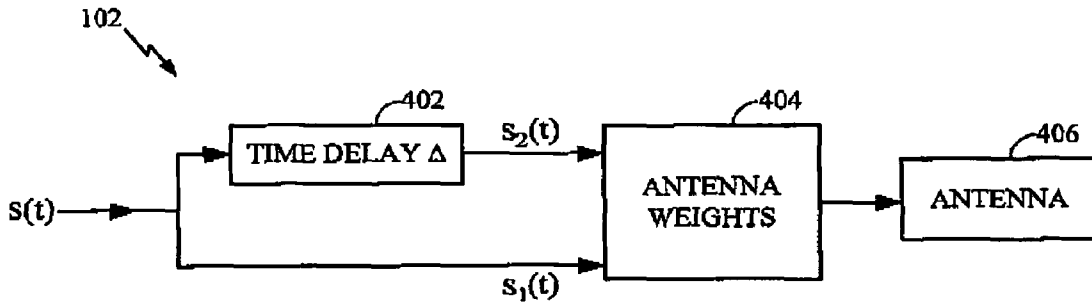 102
402
404
406
TIME DELAY Δ
s₂(t)
ANTENNA
WEIGHTS
ANTENNA
S(t)
s₁(t)